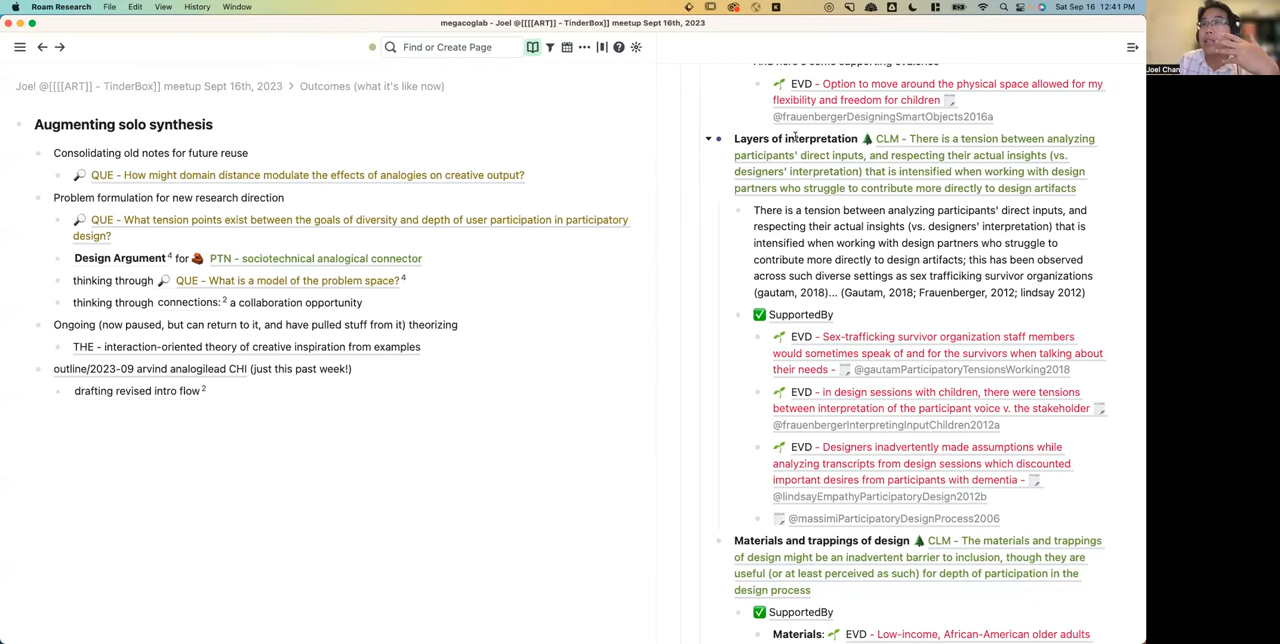 Roam Research File Edit View History Window
Sat Sep 16 12:41 PM
megacoglab - Joel @[[[[ART]] - TinderBox]] meetup Sept 16th, 2023
Find or Create Page
Joel @[[[[ART]] - TinderBox]] meetup Sept 16th, 2023 > Outcomes (what it's like now)
Augmenting solo synthesis
Consolidating old notes for future reuse
QUE - How might domain distance modulate the effects of analogies on creative output?
Problem formulation for new research direction
QUE - What tension points exist between the goals of diversity and depth of user participation in participatory
design?
Design Argument 4 for PTN - sociotechnical analogical connector
thinking through QUE - What is a model of the problem space? 4
thinking through connections: 2 a collaboration opportunity
Ongoing (now paused, but can return to it, and have pulled stuff from it) theorizing
THE - interaction-oriented theory of creative inspiration from examples
outline/2023-09 arvind analogilead CHI (just this past week!)
drafting revised intro flow 2
And here's some supporting evidence
EVD - Option to move around the physical space allowed for my
flexibility and freedom for children
@frauenbergerDesigningSmartObjects2016a
Layers of interpretation CLM - There is a tension between analyzing
participants' direct inputs, and respecting their actual insights (vs.
designers' interpretation) that is intensified when working with design
partners who struggle to contribute more directly to design artifacts
There is a tension between analyzing participants' direct inputs, and
respecting their actual insights (vs. designers' interpretation) that is
intensified when working with design partners who struggle to
contribute more directly to design artifacts; this has been observed
across such diverse settings as sex trafficiking survivor organizations
(gautam, 2018)... (Gautam, 2018; Frauenberger, 2012; lindsay 2012)
SupportedBy
EVD - Sex-trafficking survivor organization staff members
would sometimes speak of and for the survivors when talking about
their needs - @gautamParticipatoryTensionsWorking2018
EVD - in design sessions with children, there were tensions
between interpretation of the participant voice v. the stakeholder
@frauenbergerInterpretingInputChildren2012a
EVD - Designers inadvertently made assumptions while
analyzing transcripts from design sessions which discounted
important desires from participants with dementia -
@lindsayEmpathyParticipatoryDesign2012b
@massimiParticipatoryDesignProcess2006
Materials and trappings of design CLM - The materials and trappings
of design might be an inadvertent barrier to inclusion, though they are
useful (or at least perceived as such) for depth of participation in the
design process
SupportedBy
Materials: EVD - Low-income, African-American older adults
Joel Chan